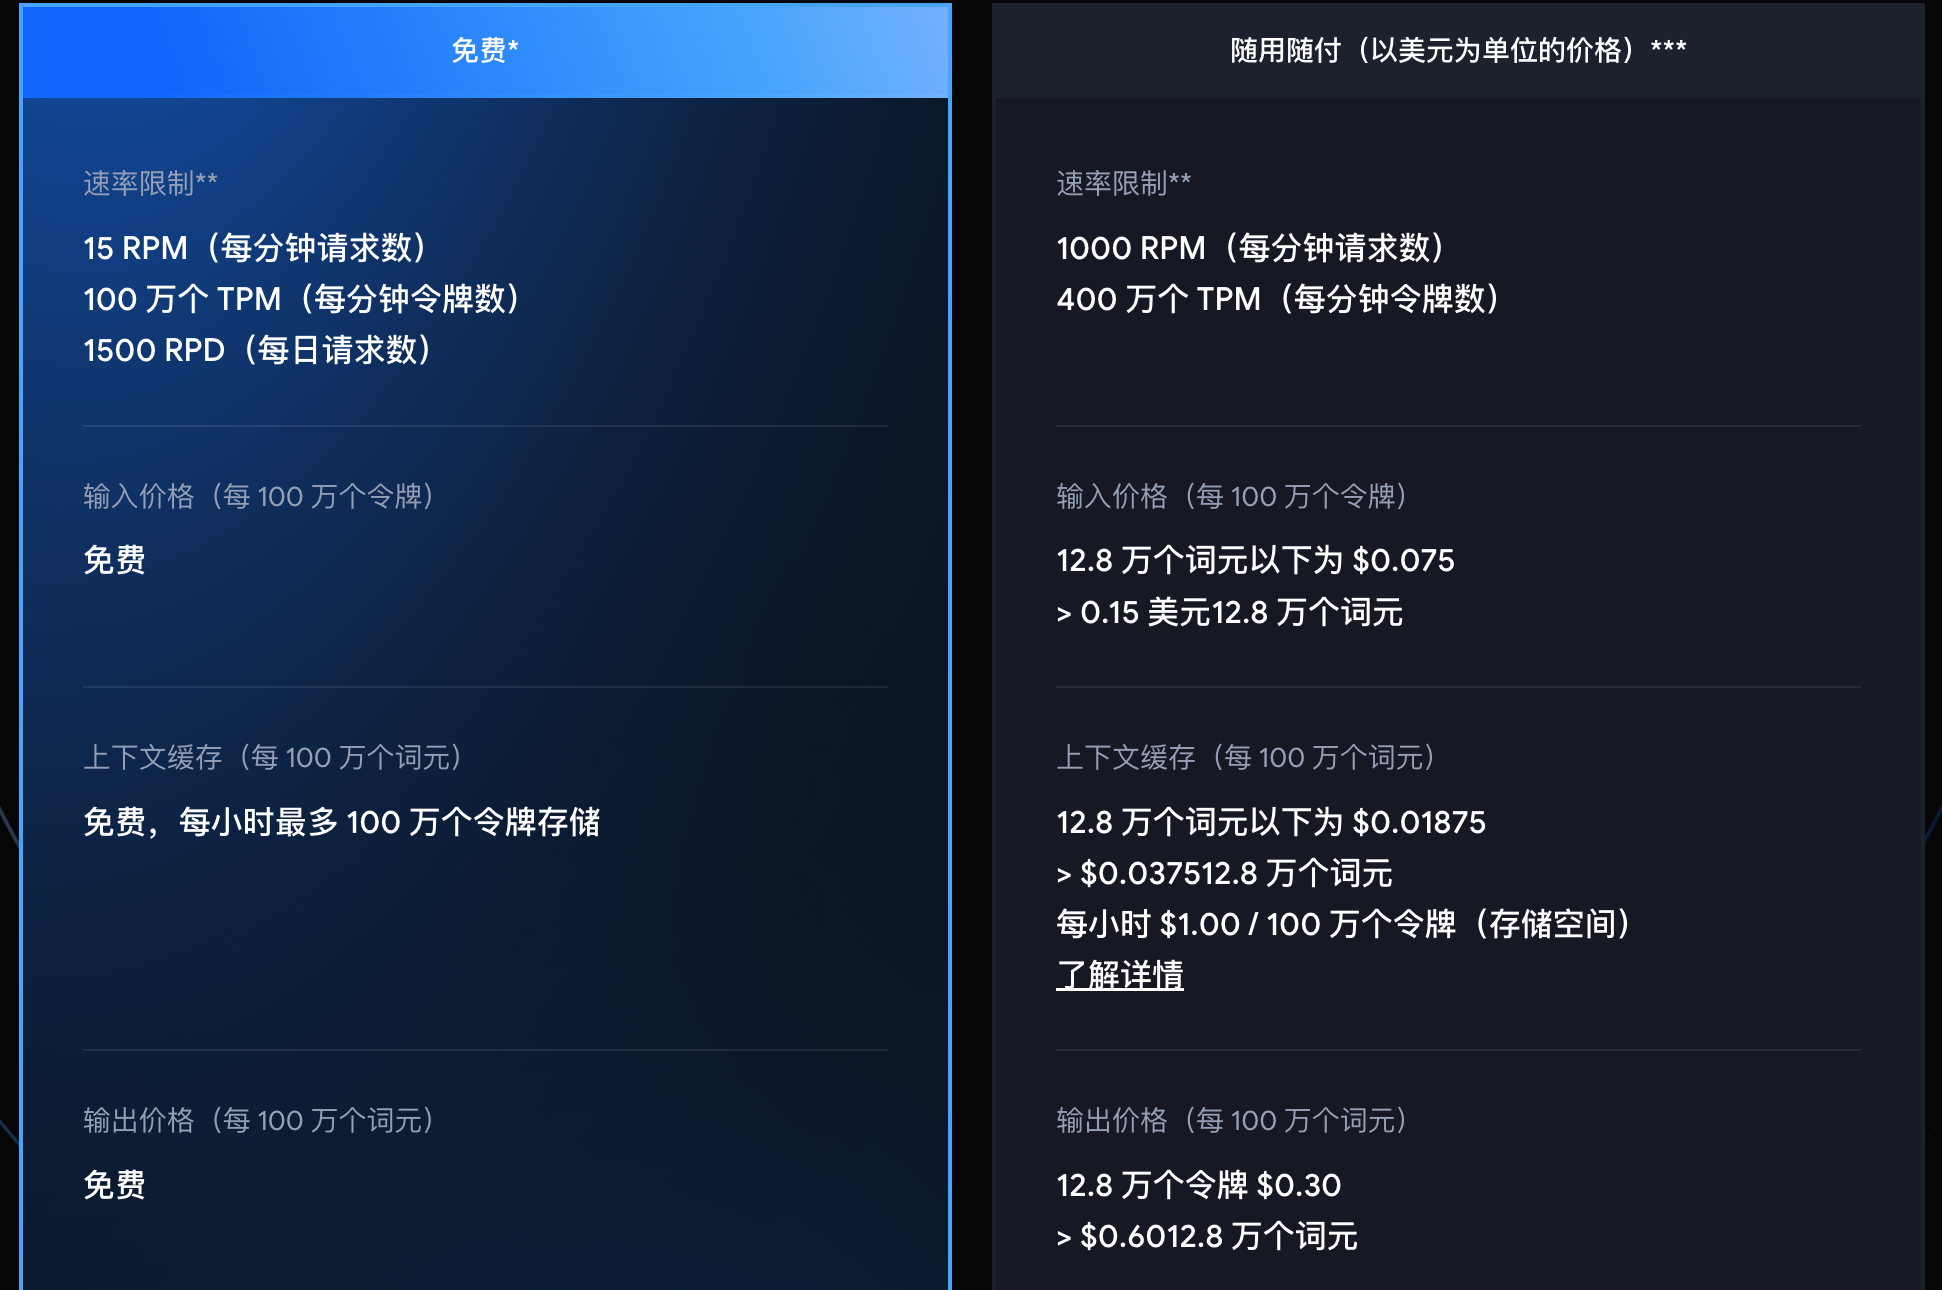 免费*
速率限制**
15 RPM（每分钟请求数）
100 万个 TPM（每分钟令牌数）
1500 RPD（每日请求数）
输入价格（每 100 万个令牌）
免费
上下文缓存（每 100 万个词元）
免费，每小时最多 100 万个令牌存储
输出价格（每 100 万个词元）
免费
随用随付（以美元为单位的价格）***
速率限制**
1000 RPM（每分钟请求数）
400 万个 TPM（每分钟令牌数）
输入价格（每 100 万个令牌）
12.8 万个词元以下为 $0.075
> 0.15 美元12.8 万个词元
上下文缓存（每 100 万个词元）
12.8 万个词元以下为 $0.01875
> $0.037512.8 万个词元
每小时 $1.00 / 100 万个令牌（存储空间）
了解详情
输出价格（每 100 万个词元）
12.8 万个令牌 $0.30
> $0.6012.8 万个词元